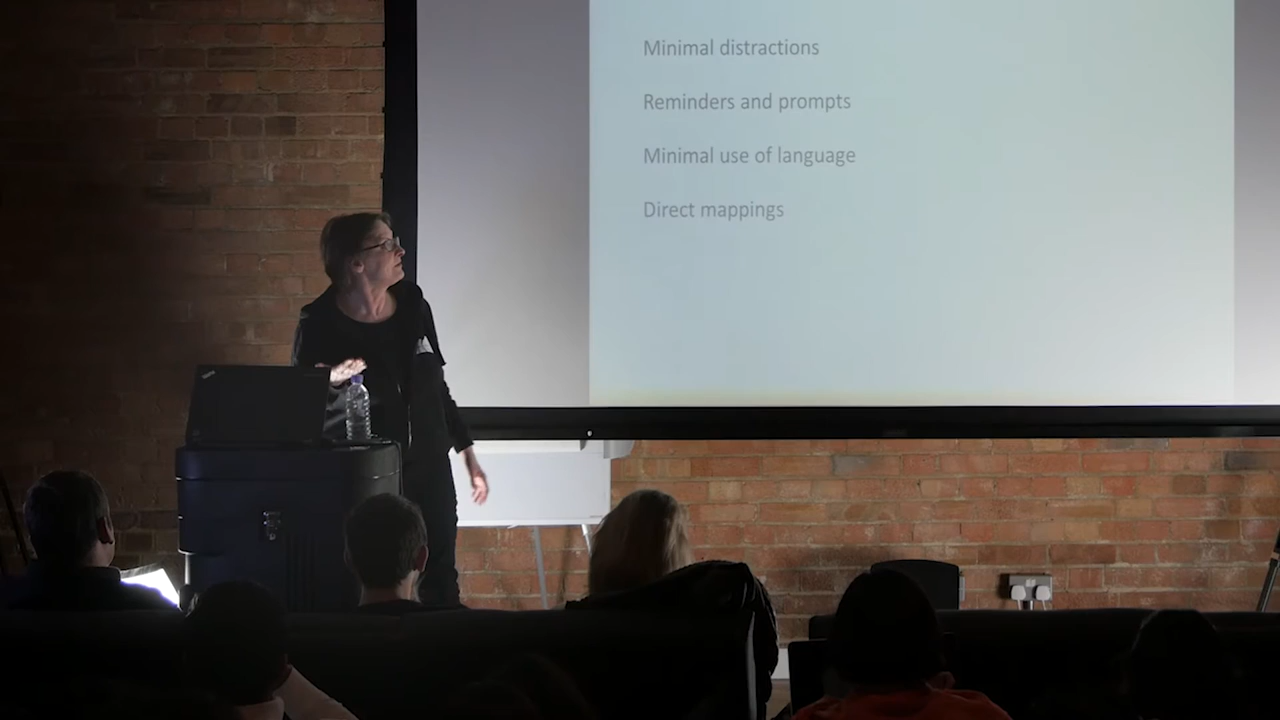 Minimal distractions
Reminders and prompts
Minimal use of language
Direct mappings